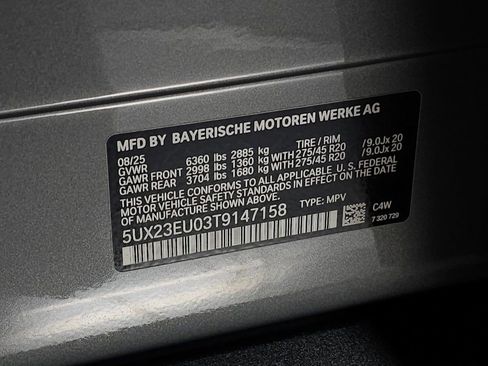 MFD BY BAYERISCHE MOTOREN WERKE AG
08/25 TIRE / RIM
GVWR 6360 lbs 2885 kg
GAWR FRONT 2998 lbs 1360 kg WITH 275/45 R20 / 9.0Jx 20
GAWR REAR 3704 lbs 1680 kg WITH 275/45 R20 / 9.0Jx 20
THIS VEHICLE CONFORMS TO ALL APPLICABLE U.S. FEDERAL
MOTOR VEHICLE SAFETY STANDARDS IN EFFECT ON THE DATE
OF MANUFACTURE SHOWN ABOVE.
5UX23EU03T9147158 TYPE: MPV C4W
7 320 729